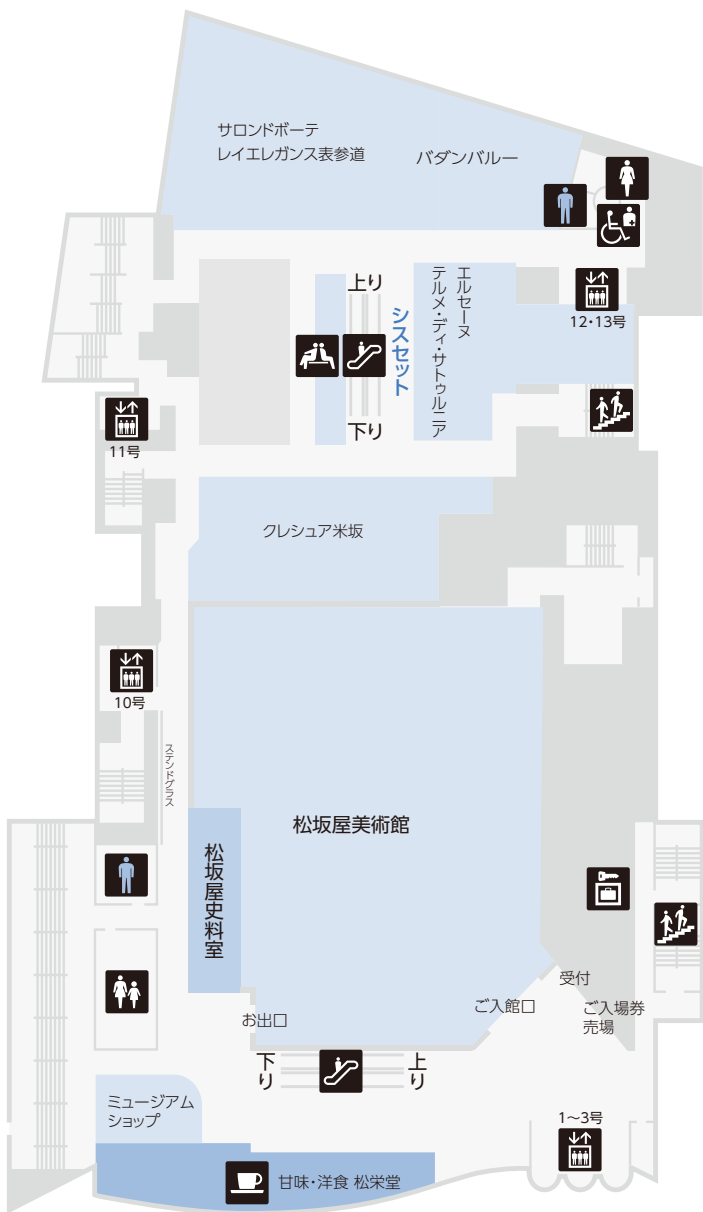 サロンドボーテ
レイエレガンス表参道
バダンバルー
上り
シスセット
下り
エルセーヌ
テルメ・ディ・サトゥルニア
12・13号
11号
クレシュア米坂
10号
ステンドグラス
松坂屋美術館
松坂屋史料室
受付
ご入館口
ご入場券
売場
お出口
下り
上り
ミュージアム
ショップ
1〜3号
甘味・洋食 松栄堂